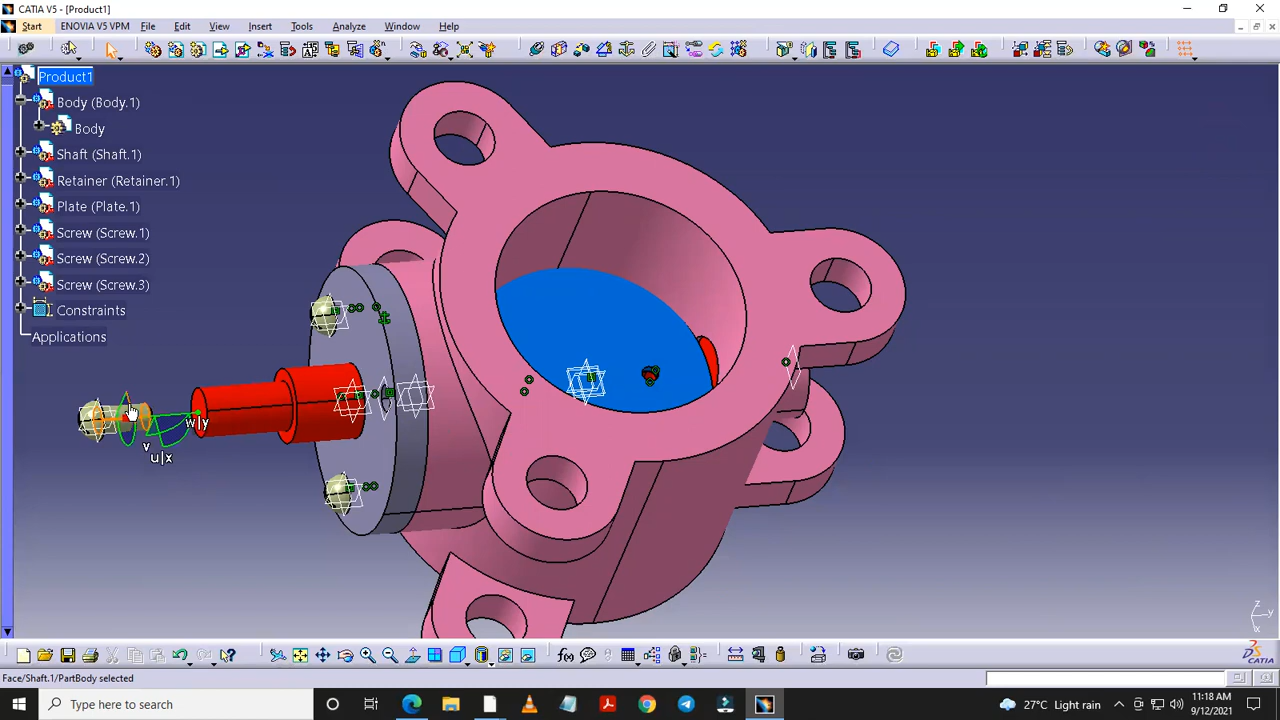 CATIA V5 - [Product1]
Start ENOVIA V5 VPM File Edit View Insert Tools Analyze Window Help
Product1
Body (Body.1)
Body
Shaft (Shaft.1)
Retainer (Retainer.1)
Plate (Plate.1)
Screw (Screw.1)
Screw (Screw.2)
Screw (Screw.3)
Constraints
Applications
w|y
v
u|x
z
y
x
f(x)
CATIA
Face/Shaft.1/PartBody selected
Type here to search
27°C Light rain
11:18 AM
9/12/2021